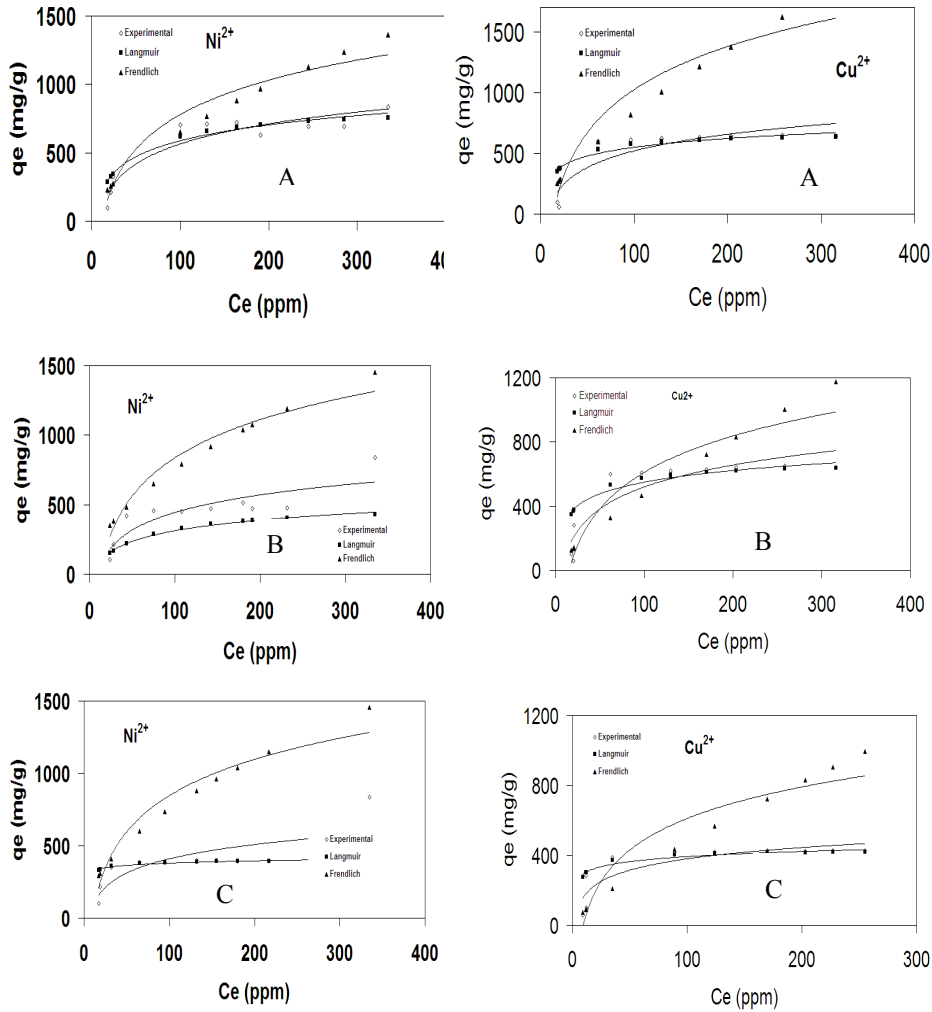 Experimental
Langmuir
Frendlich
Ni2+
A
qe (mg/g)
1500
1000
500
0
0 100 200 300 40
Ce (ppm)
Experimental
Langmuir
Frendlich
Cu2+
A
qe (mg/g)
1500
1000
500
0
0 100 200 300 400
Ce (ppm)
Ni2+
Experimental
Langmuir
Frendlich
B
qe (mg/g)
1500
1000
500
0
0 100 200 300 400
Ce (ppm)
Experimental
Langmuir
Frendlich
Cu2+
B
qe (mg/g)
1200
800
400
0
0 200 400
Ce (ppm)
Ni2+
Experimental
Langmuir
Frendlich
C
qe (mg/g)
1500
1000
500
0
0 100 200 300 400
Ce (ppm)
Experimental
Langmuir
Frendlich
Cu2+
C
qe (mg/g)
1200
800
400
0
0 100 200 300
Ce (ppm)